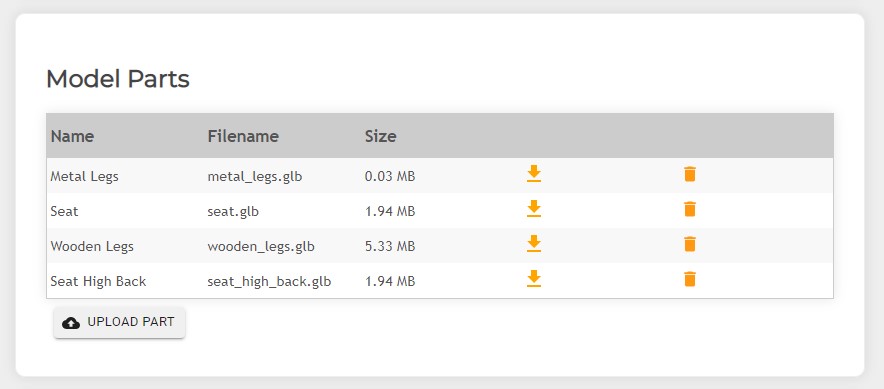 Model Parts
Name Filename Size
Metal Legs metal_legs.glb 0.03 MB
Seat seat.glb 1.94 MB
Wooden Legs wooden_legs.glb 5.33 MB
Seat High Back seat_high_back.glb 1.94 MB
UPLOAD PART